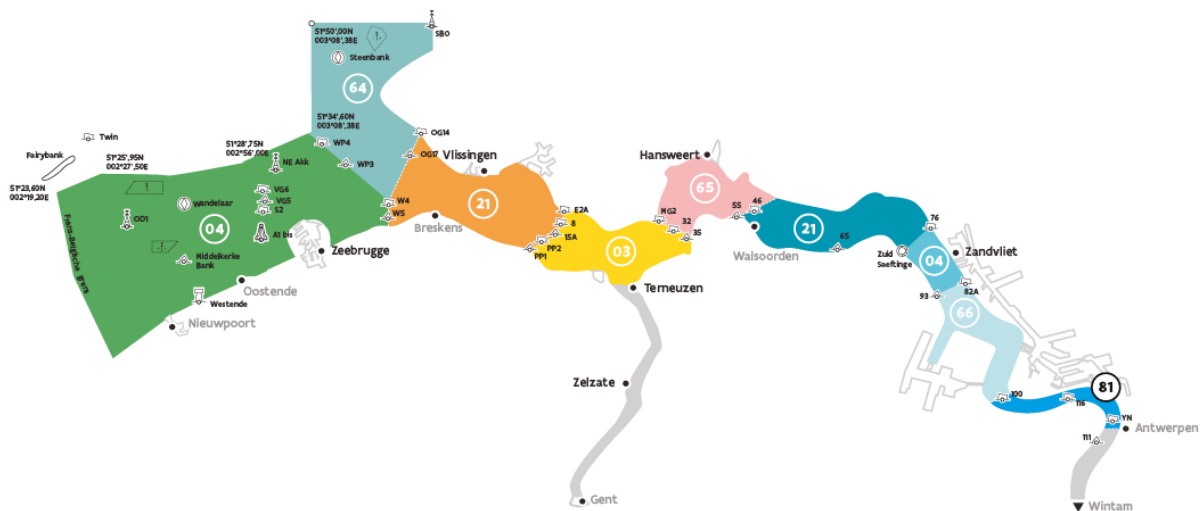 51°50',00N
003°08',38E
SBO
Steenbank
64
51°34',60N
003°08',38E
OG14
WP4
OG17
WP3
Twin
Fairybank
51°25',95N
002°27',50E
51°28',75N
002°56',00E
NE Akk
51°23,60N
002°19,20E
VG6
VG5
S2
Wandelaar
OD1
04
A1 bis
Middelkerke
Bank
Westende
Zeebrugge
Oostende
Nieuwpoort
Vlissingen
W4
W5
21
Breskens
E2A
8
15A
PP2
PP1
03
Terneuzen
Zelzate
Gent
Hansweert
65
MG2
32
35
55
46
Walsoorden
21
65
76
Zuid
Saeftinge
Zandvliet
04
93
82A
66
100
116
81
YN
111
Antwerpen
Wintam